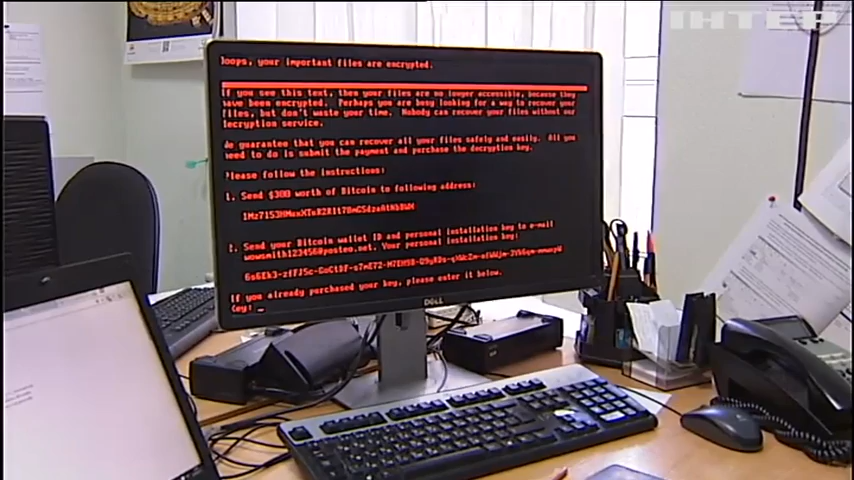 ІНТЕР
Ooops, your important files are encrypted.
If you see this text, then your files are no longer accessible, because they
have been encrypted. Perhaps you are busy looking for a way to recover your
files, but don't waste your time. Nobody can recover your files without our
decryption service.
We guarantee that you can recover all your files safely and easily. All you
need to do is submit the payment and purchase the decryption key.
Please follow the instructions:
1. Send $300 worth of Bitcoin to following address:
2. Send your Bitcoin wallet ID and personal installation key to e-mail
wowsmith123456@posteo.net. Your personal installation key:
If you already purchased your key, please enter it below.
Key:
DELL